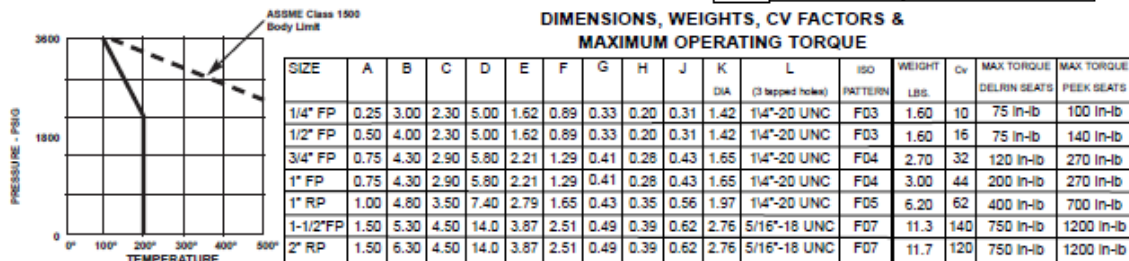 ASSME Class 1500
Body Limit
3600
1800
0
PRESSURE - PSIG
0° 100° 200° 300° 400° 500°
TEMPERATURE
DIMENSIONS, WEIGHTS, CV FACTORS &
MAXIMUM OPERATING TORQUE
SIZE A B C D E F G H J K L ISO WEIGHT Cv MAX TORQUE MAX TORQUE
DIA (3 tapped holes) PATTERN LBS. DELRIN SEATS PEEK SEATS
1/4" FP 0.25 3.00 2.30 5.00 1.62 0.89 0.33 0.20 0.31 1.42 1\4"-20 UNC F03 1.60 10 75 in-lb 100 in-lb
1/2" FP 0.50 4.00 2.30 5.00 1.62 0.89 0.33 0.20 0.31 1.42 1\4"-20 UNC F03 1.60 16 75 in-lb 140 in-lb
3/4" FP 0.75 4.30 2.90 5.80 2.21 1.29 0.41 0.28 0.43 1.65 1\4"-20 UNC F04 2.70 32 120 in-lb 270 in-lb
1" FP 0.75 4.30 2.90 5.80 2.21 1.29 0.41 0.28 0.43 1.65 1\4"-20 UNC F04 3.00 44 200 in-lb 270 in-lb
1" RP 1.00 4.80 3.50 7.40 2.79 1.65 0.43 0.35 0.56 1.97 1\4"-20 UNC F05 6.20 62 400 in-lb 700 in-lb
1-1/2"FP 1.50 5.30 4.50 14.0 3.87 2.51 0.49 0.39 0.62 2.76 5/16"-18 UNC F07 11.3 140 750 in-lb 1200 in-lb
2" RP 1.50 6.30 4.50 14.0 3.87 2.51 0.49 0.39 0.62 2.76 5/16"-18 UNC F07 11.7 120 750 in-lb 1200 in-lb